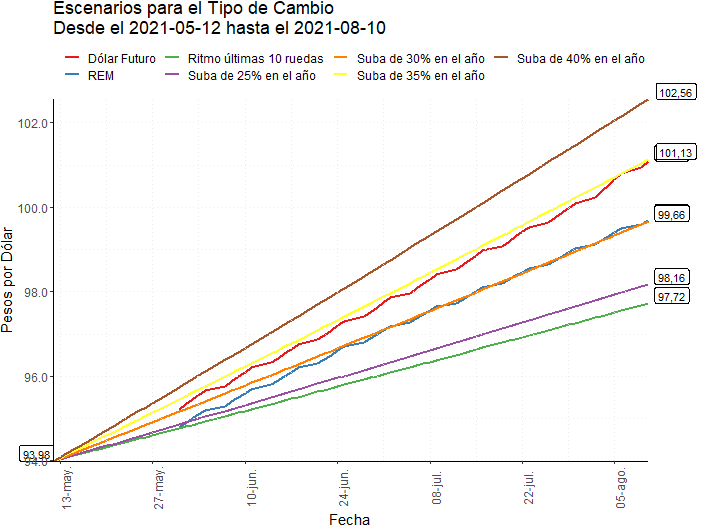 Escenarios para el Tipo de Cambio
Desde el 2021-05-12 hasta el 2021-08-10
Dólar Futuro
Ritmo últimas 10 ruedas
Suba de 30% en el año
Suba de 40% en el año
REM
Suba de 25% en el año
Suba de 35% en el año
102,56
102.0
101,13
100.0
99,66
98,16
98.0
97,72
96.0
93,98
94.0
Pesos por Dólar
13-may.
27-may.
10-jun.
24-jun.
08-jul.
22-jul.
05-ago.
Fecha